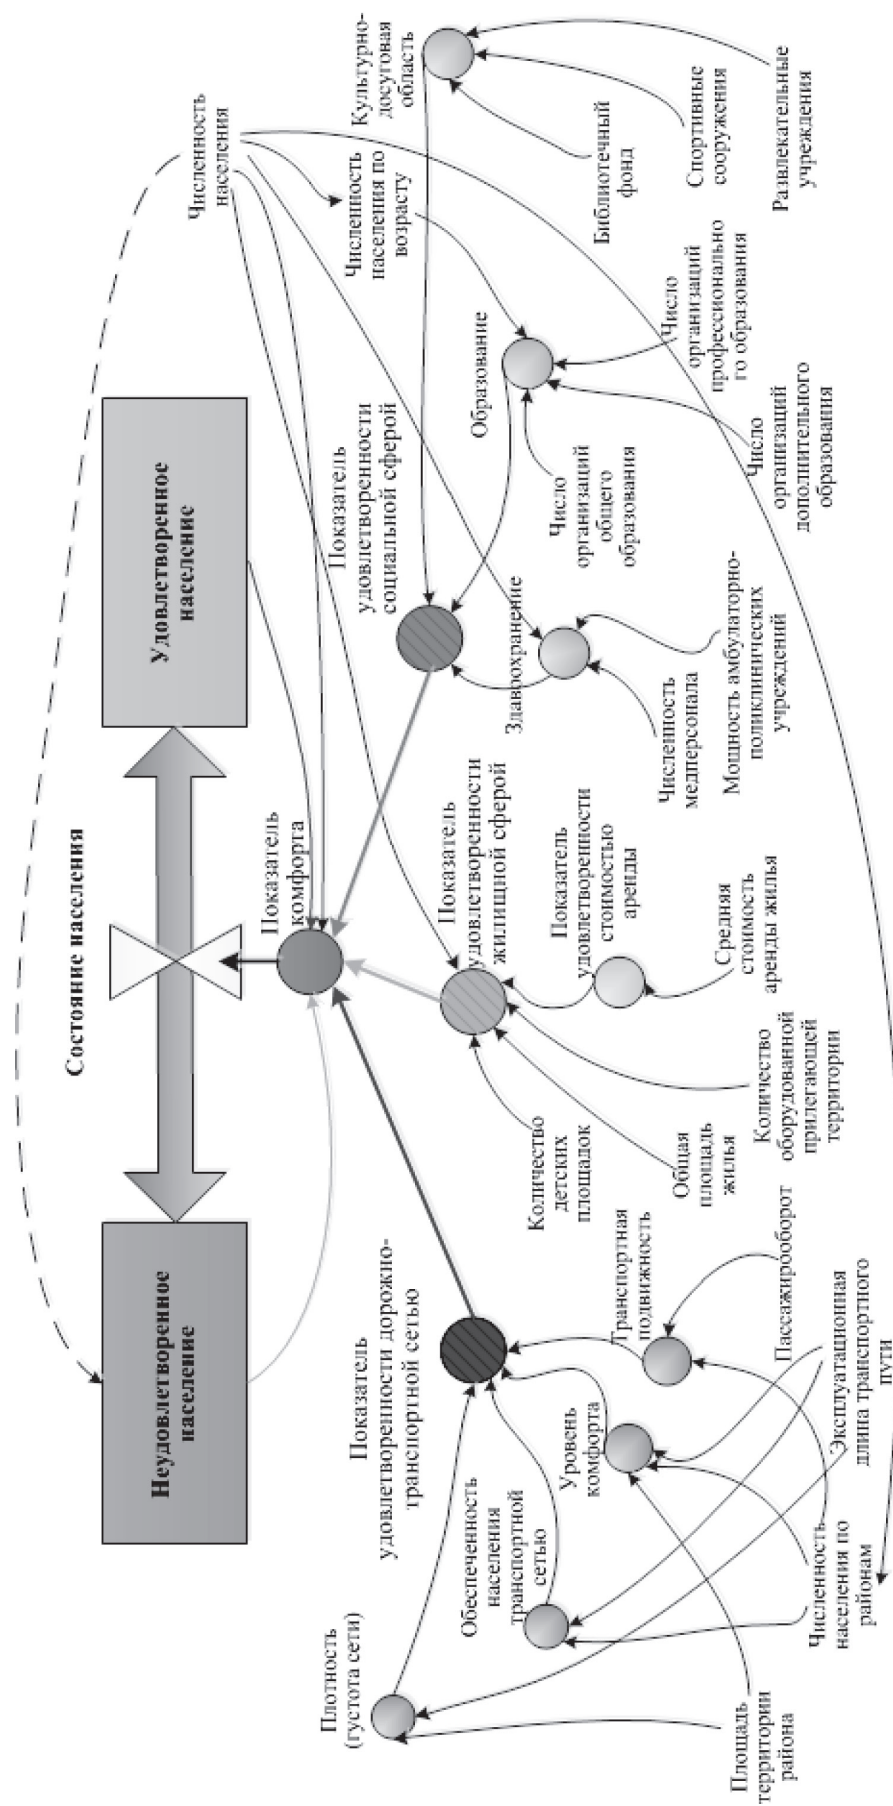 Состояние населения
Неудовлетворенное
население
Удовлетворенное
население
Численность
населения
Показатель
комфорта
Плотность
(густота сети)
Показатель
удовлетворенности дорожно-
транспортной сетью
Показатель
удовлетворенности
жилищной сферой
Показатель
удовлетворенности
социальной сферой
Численность
населения по
возрасту
Культурно-
досуговая
область
Обеспеченность
населения
транспортной
сетью
Уровень
комфорта
Транспортная
подвижность
Количество
детских
площадок
Показатель
удовлетворенности
стоимостью
аренды
Здавоохранение
Образование
Площадь
территории
района
Численность
населения по
районам
Эксплуатационная
длина транспортного
пути
Пассажирооборот
Общая
площадь
жилья
Количество
оборудованной
прилегающей
территории
Средняя
стоимость
аренды жилья
Численность
медперсонала
Мощность амбулаторно-
поликлинических
учреждений
Число
организаций
общего
образования
Число
организаций
дополнительного
образования
Число
организаций
профессионально
го образования
Библиотечный
фонд
Спортивные
сооружения
Развлекательные
учреждения